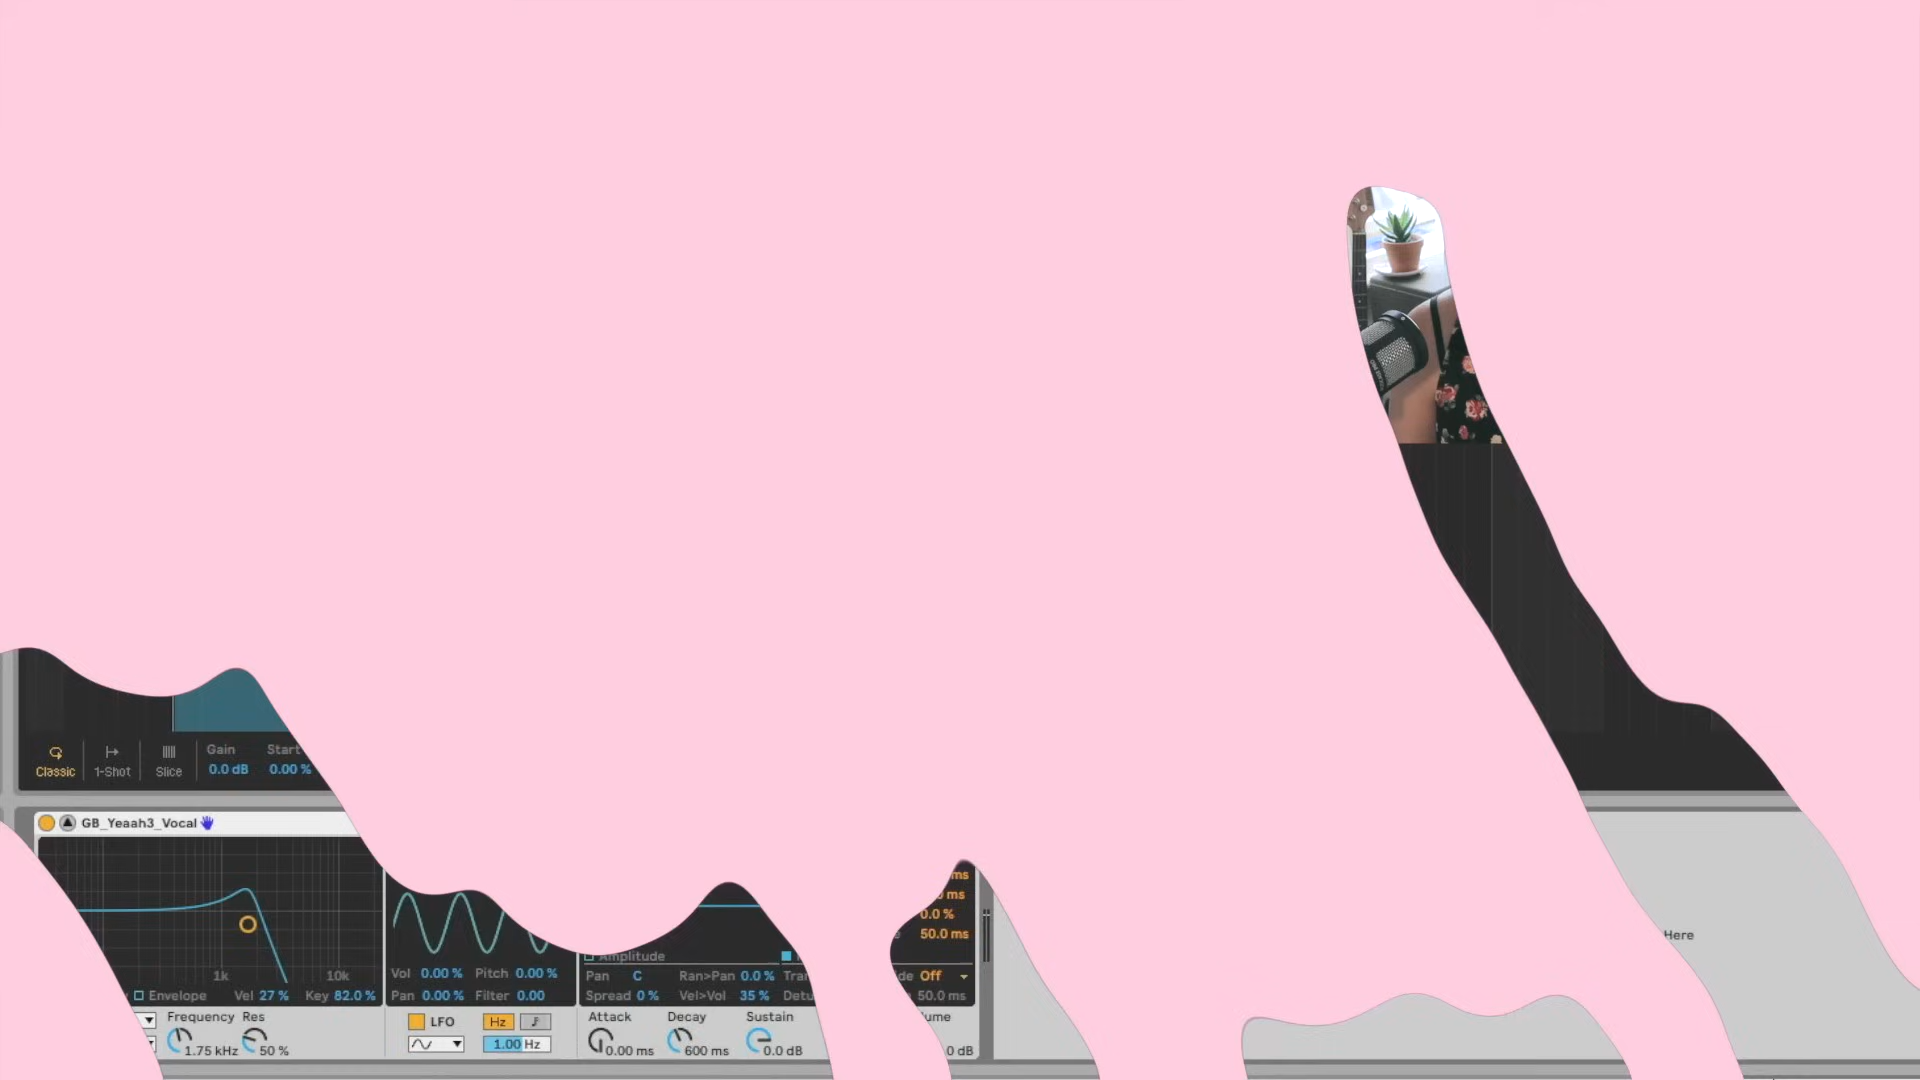 Classic 1-Shot Slice
Gain Start
0.0 dB 0.00 %
GB_Yeaah3_Vocal
1k 10k
Envelope Vel 27 % Key 82.0 %
Frequency Res
1.75 kHz 50 %
Vol 0.00 % Pitch 0.00 %
Pan 0.00 % Filter 0.00
LFO Hz
1.00 Hz
Amplitude
Pan C Ran>Pan 0.0 %
Spread 0 % Vel>Vol 35 %
Attack Decay Sustain
0.00 ms 600 ms 0.0 dB
ms
ms
0.0 %
50.0 ms
Off
50.0 ms
0 dB
Here